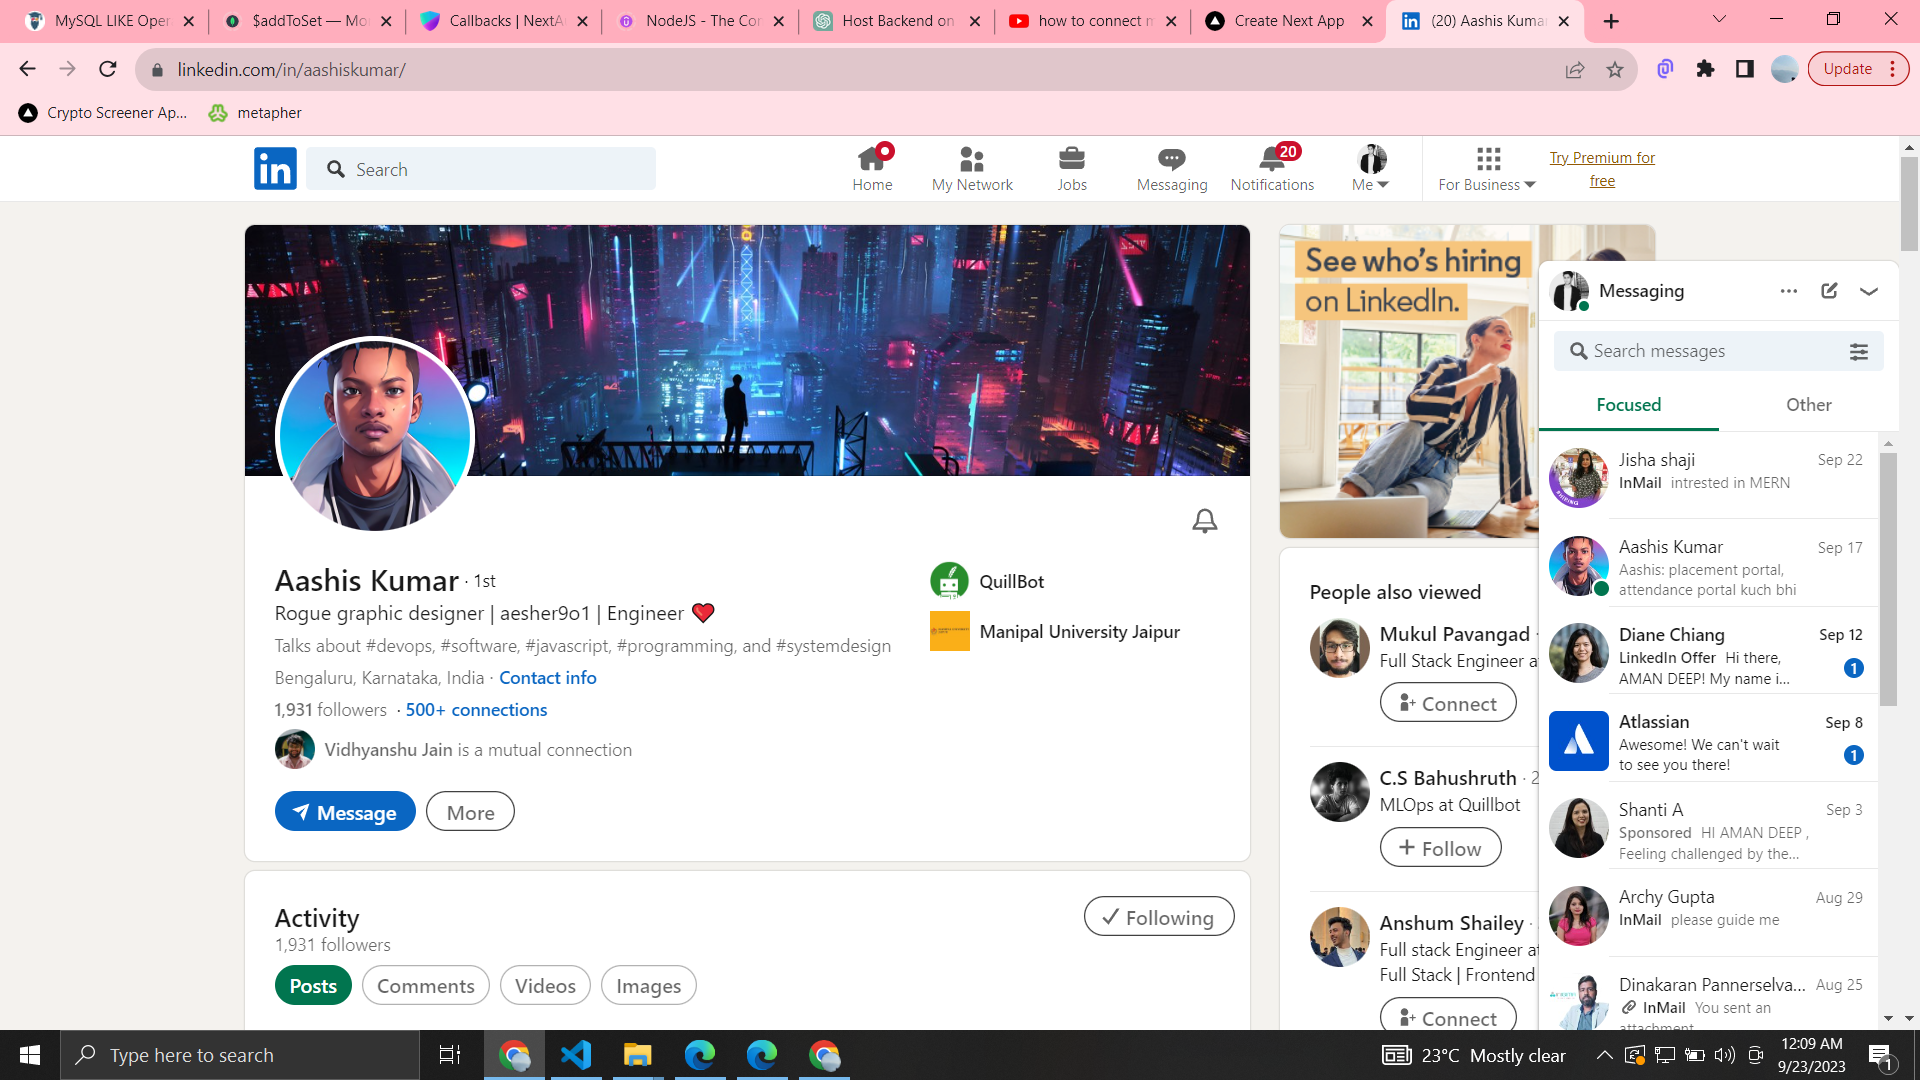 MySQL LIKE Oper
$addToSet — Mo
Callbacks | NextA
NodeJS - The Co
Host Backend on
how to connect m
Create Next App
(20) Aashis Kuma
linkedin.com/in/aashiskumar/
Update
Crypto Screener Ap...
metapher
in
Search
Home
My Network
Jobs
Messaging
20
Notifications
Me
For Business
Try Premium for
free
See who's hiring
on LinkedIn.
Aashis Kumar · 1st
Rogue graphic designer | aesher9o1 | Engineer ❤️
Talks about #devops, #software, #javascript, #programming, and #systemdesign
Bengaluru, Karnataka, India · Contact info
1,931 followers · 500+ connections
Vidhyanshu Jain is a mutual connection
Message
More
QuillBot
Manipal University Jaipur
Activity
1,931 followers
Following
Posts
Comments
Videos
Images
People also viewed
Mukul Pavangad ·
Full Stack Engineer a
Connect
C.S Bahushruth · 2
MLOps at Quillbot
Follow
Anshum Shailey ·
Full stack Engineer at
Full Stack | Frontend
Connect
Messaging
Search messages
Focused
Other
Jisha shaji
Sep 22
InMail intrested in MERN
Aashis Kumar
Sep 17
Aashis: placement portal,
attendance portal kuch bhi
Diane Chiang
Sep 12
LinkedIn Offer Hi there,
AMAN DEEP! My name i...
1
Atlassian
Sep 8
Awesome! We can't wait
to see you there!
1
Shanti A
Sep 3
Sponsored HI AMAN DEEP ,
Feeling challenged by the...
Archy Gupta
Aug 29
InMail please guide me
Dinakaran Pannerselva...
Aug 25
InMail You sent an
attachment
Type here to search
23°C Mostly clear
12:09 AM
9/23/2023
1